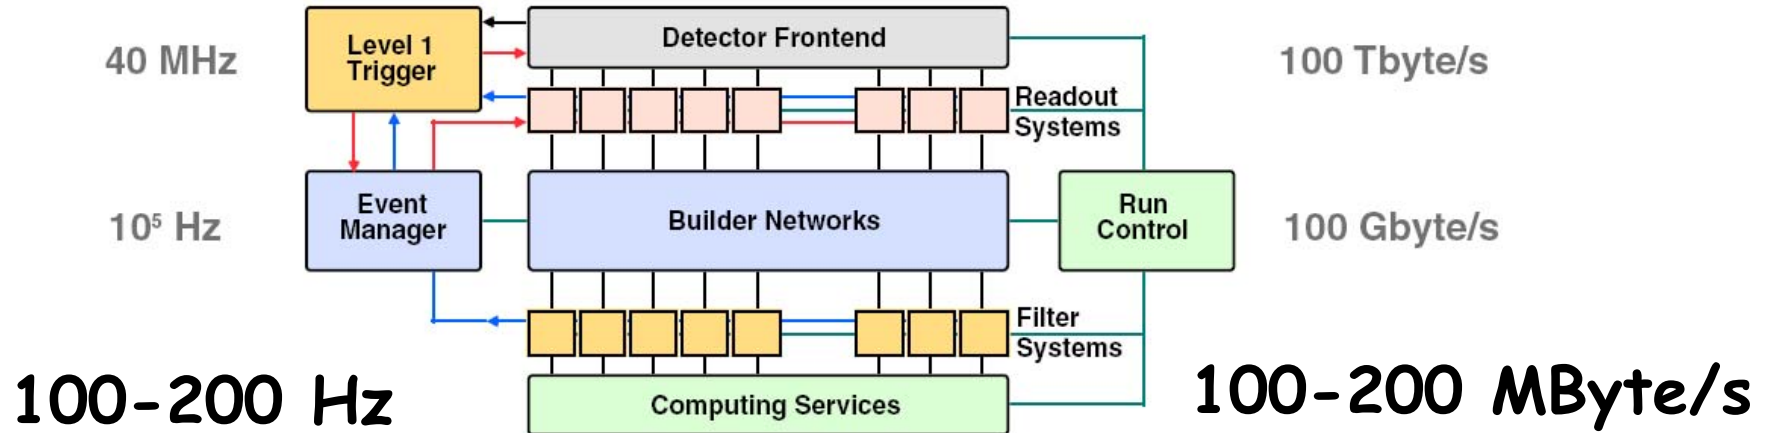 40 MHz
Level 1
Trigger
Detector Frontend
100 Tbyte/s
Readout
Systems
10⁵ Hz
Event
Manager
Builder Networks
Run
Control
100 Gbyte/s
Filter
Systems
100-200 Hz
Computing Services
100-200 MByte/s